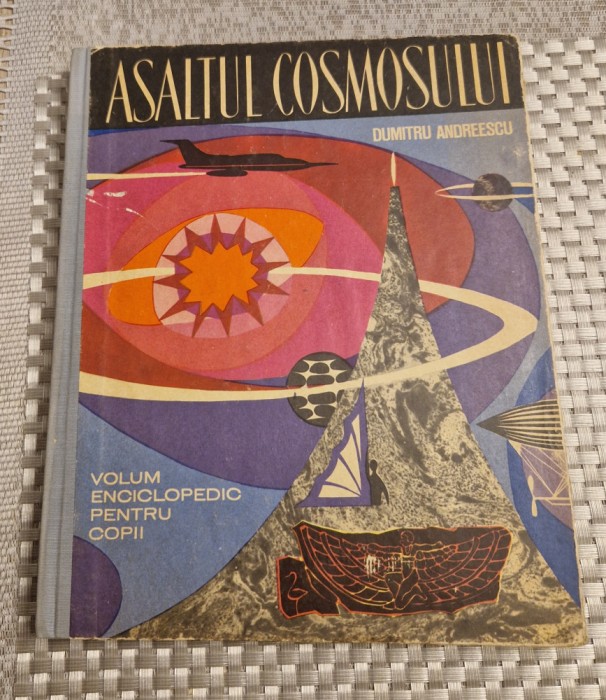 ASALTUL COSMOSULUI
DUMITRU ANDREESCU
VOLUM
ENCICLOPEDIC
PENTRU
COPII